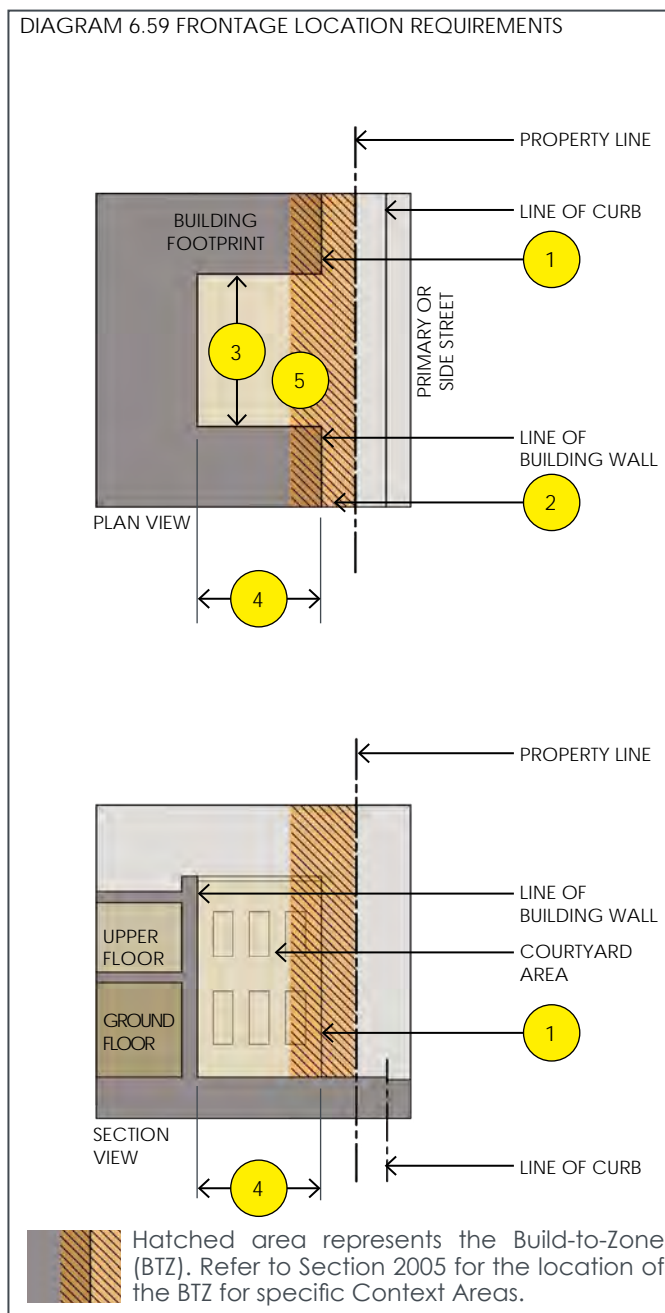 DIAGRAM 6.59 FRONTAGE LOCATION REQUIREMENTS
PROPERTY LINE
LINE OF CURB
BUILDING
FOOTPRINT
1
PRIMARY OR
SIDE STREET
3
5
LINE OF
BUILDING WALL
2
PLAN VIEW
4
PROPERTY LINE
LINE OF
BUILDING WALL
UPPER
FLOOR
COURTYARD
AREA
GROUND
FLOOR
1
SECTION
VIEW
LINE OF CURB
4
Hatched area represents the Build-to-Zone
(BTZ). Refer to Section 2005 for the location of
the BTZ for specific Context Areas.